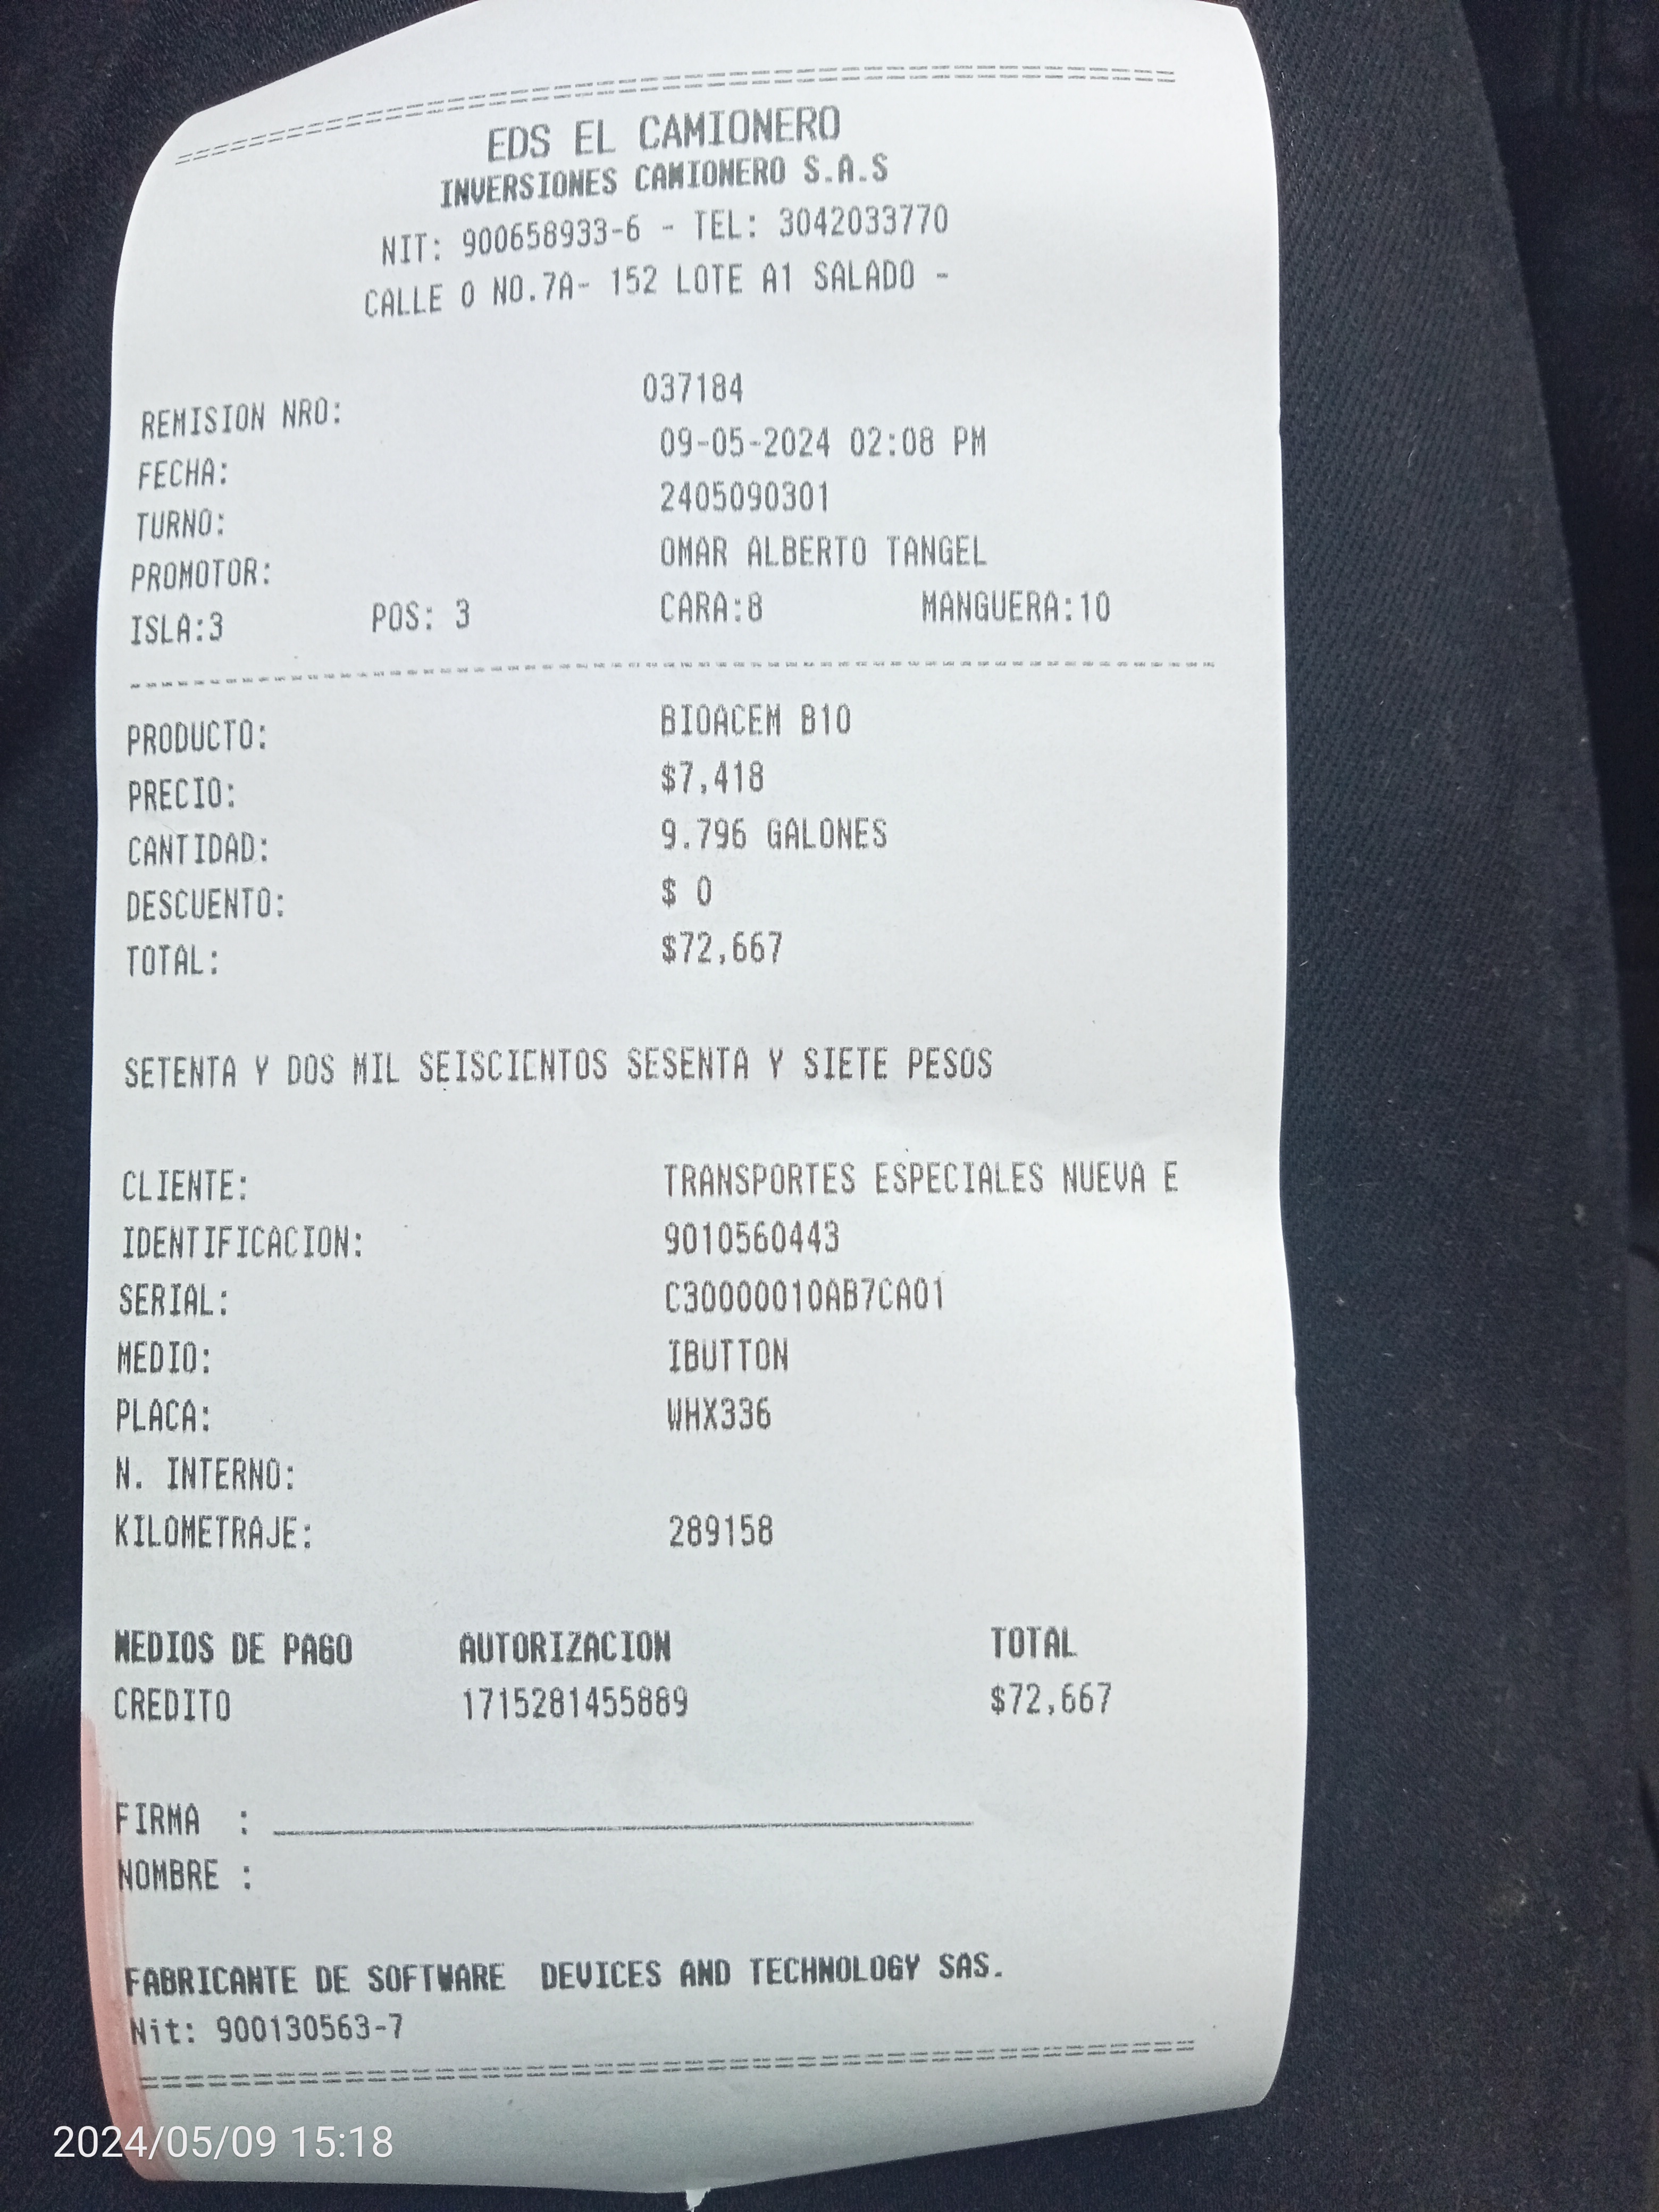 EDS EL CAMIONERO
INVERSIONES CAMIONERO S.A.S
NIT: 900658933-6 - TEL: 3042033770
CALLE 0 NO.7A- 152 LOTE A1 SALADO -
REMISION NRO: 037184
FECHA: 09-05-2024 02:08 PM
TURNO: 2405090301
PROMOTOR: OMAR ALBERTO TANGEL
ISLA:3 POS: 3 CARA:8 MANGUERA:10
PRODUCTO: BIOACEM B10
PRECIO: $7,418
CANTIDAD: 9.796 GALONES
DESCUENTO: $ 0
TOTAL: $72,667
SETENTA Y DOS MIL SEISCIENTOS SESENTA Y SIETE PESOS
CLIENTE: TRANSPORTES ESPECIALES NUEVA E
IDENTIFICACION: 9010560443
SERIAL: C30000010AB7CA01
MEDIO: IBUTTON
PLACA: WHX336
N. INTERNO:
KILOMETRAJE: 289158
MEDIOS DE PAGO AUTORIZACION TOTAL
CREDITO 1715281455889 $72,667
FIRMA :
NOMBRE :
FABRICANTE DE SOFTWARE DEVICES AND TECHNOLOGY SAS.
Nit: 900130563-7
2024/05/09 15:18